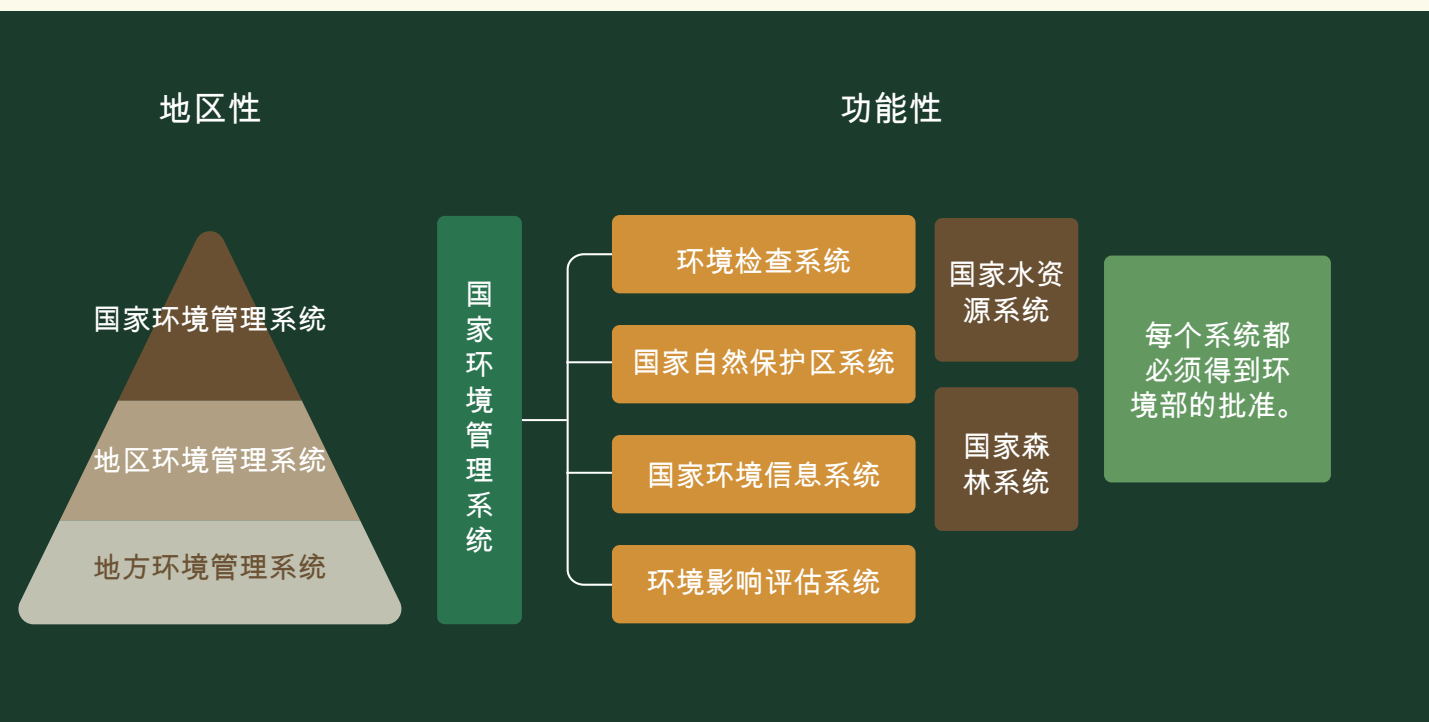 地区性
功能性
国家环境管理系统
地区环境管理系统
地方环境管理系统
国家环境管理系统
环境检查系统
国家自然保护区系统
国家环境信息系统
环境影响评估系统
国家水资
源系统
国家森
林系统
每个系统都
必须得到环
境部的批准。